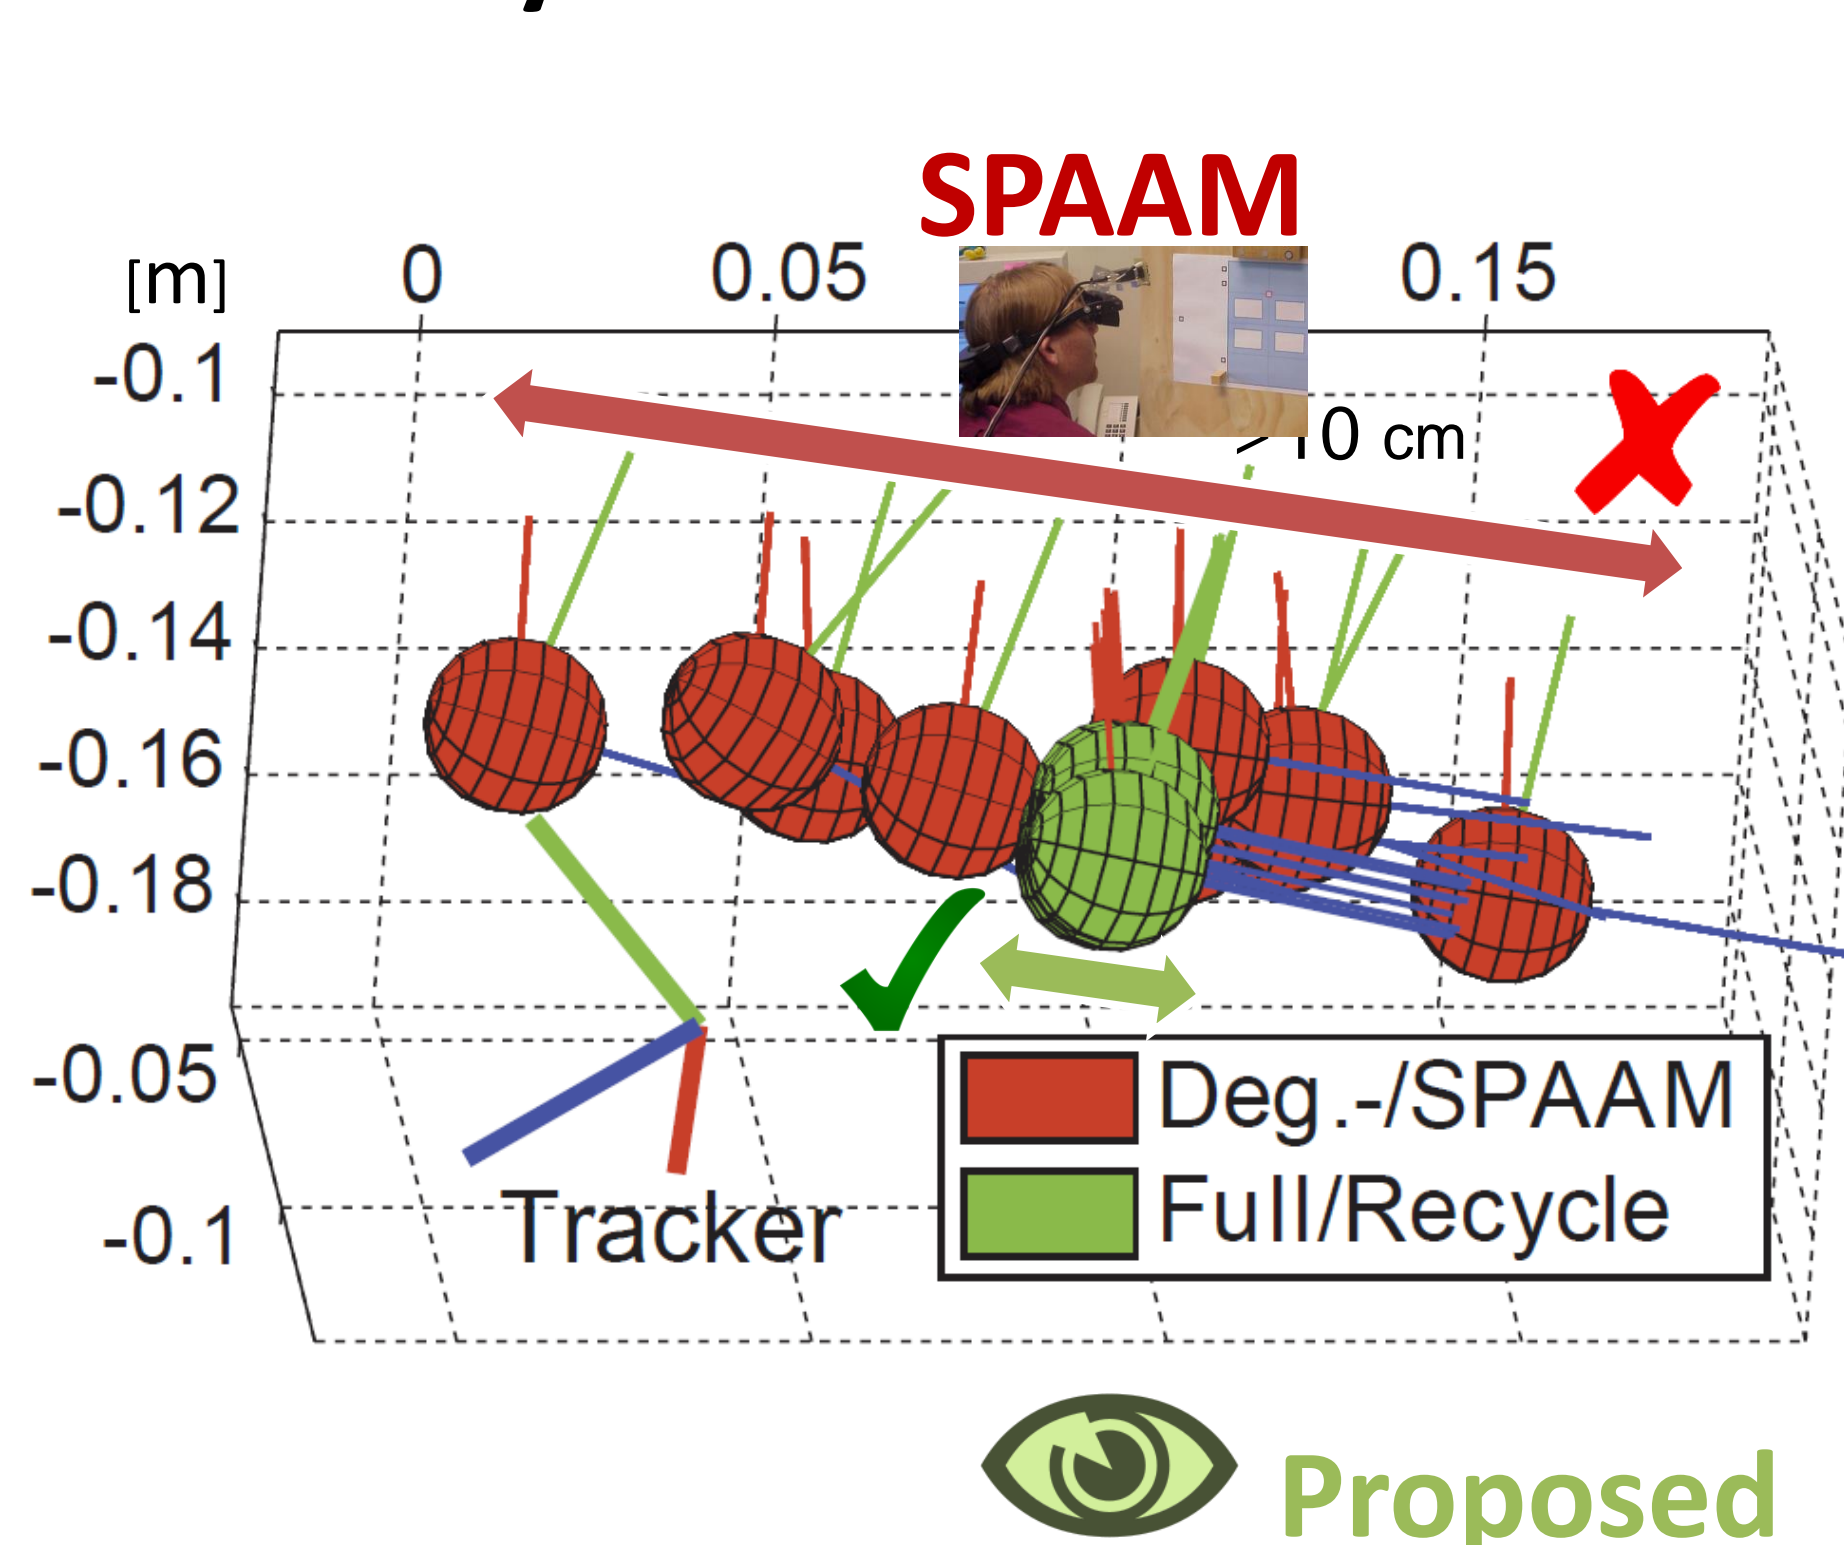 SPAAM
[m] 0 0.05 0.15
-0.1
>10 cm
-0.12
-0.14
-0.16
-0.18
-0.05
-0.1
Tracker
Deg.-/SPAAM
Full/Recycle
Proposed